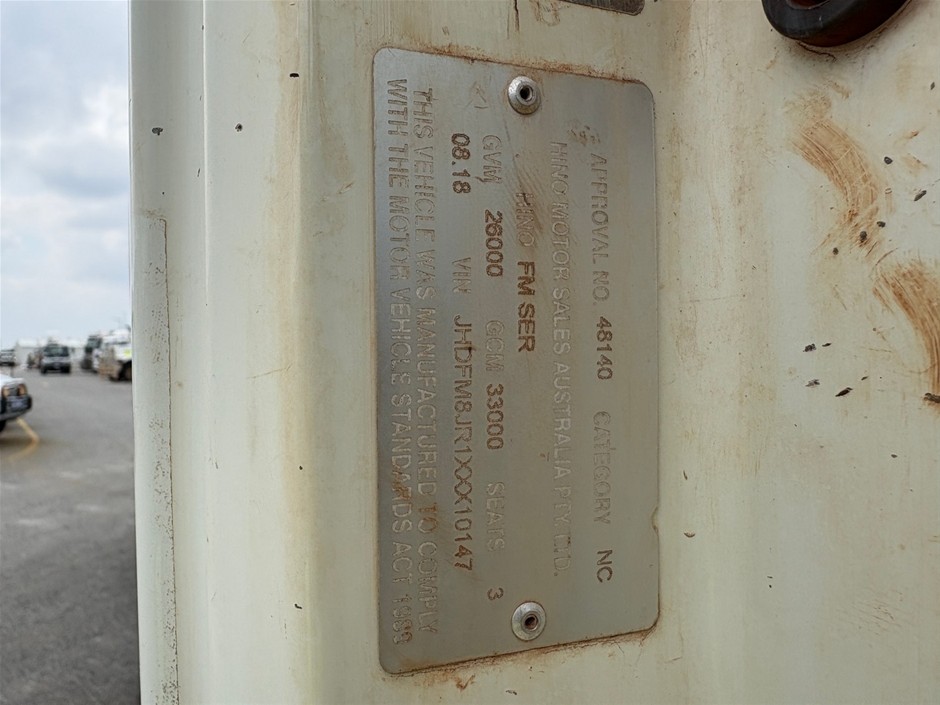 APPROVAL NO. 48140 CATEGORY NC
HINO MOTOR SALES AUSTRALIA PTY. LTD.
HINO FM SER
GVM 26000 GCM 33000 SEATS 3
08.18 VIN JHDFM8JR1XXX10147
THIS VEHICLE WAS MANUFACTURED TO COMPLY
WITH THE MOTOR VEHICLE STANDARDS ACT 1989